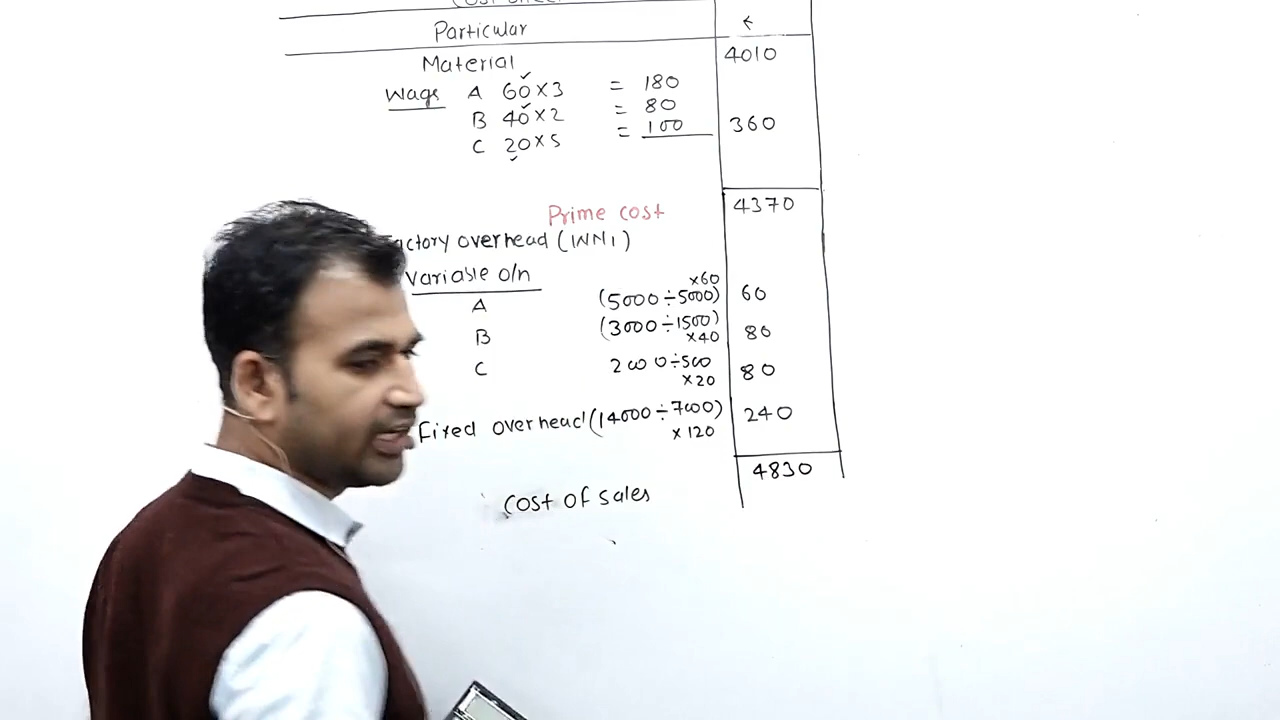 Particular ₹
Material 4010
Wags A 60×3 = 180
B 40×2 = 80
C 20×5 = 100 360
Prime cost 4370
actory overhead (WN1)
Variable o/h
A (5000÷5000) ×60 60
B (3000÷1500) ×40 80
C 2000÷500 ×20 80
Fixed overhead (14000÷7000) ×120 240
4830
Cost of sales